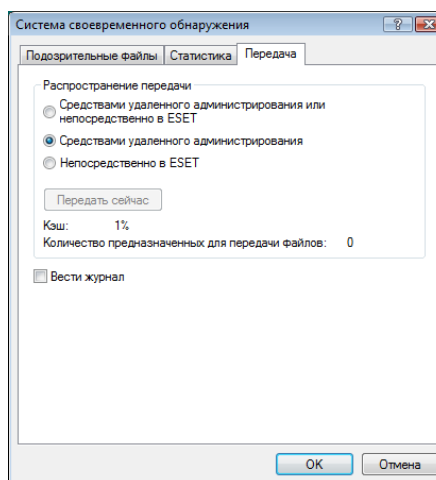 Система своевременного обнаружения
Подозрительные файлы Статистика Передача
Распространение передачи
Средствами удаленного администрирования или
непосредственно в ESET
Средствами удаленного администрирования
Непосредственно в ESET
Передать сейчас
Кэш: 1%
Количество предназначенных для передачи файлов: 0
Вести журнал
OK Отмена